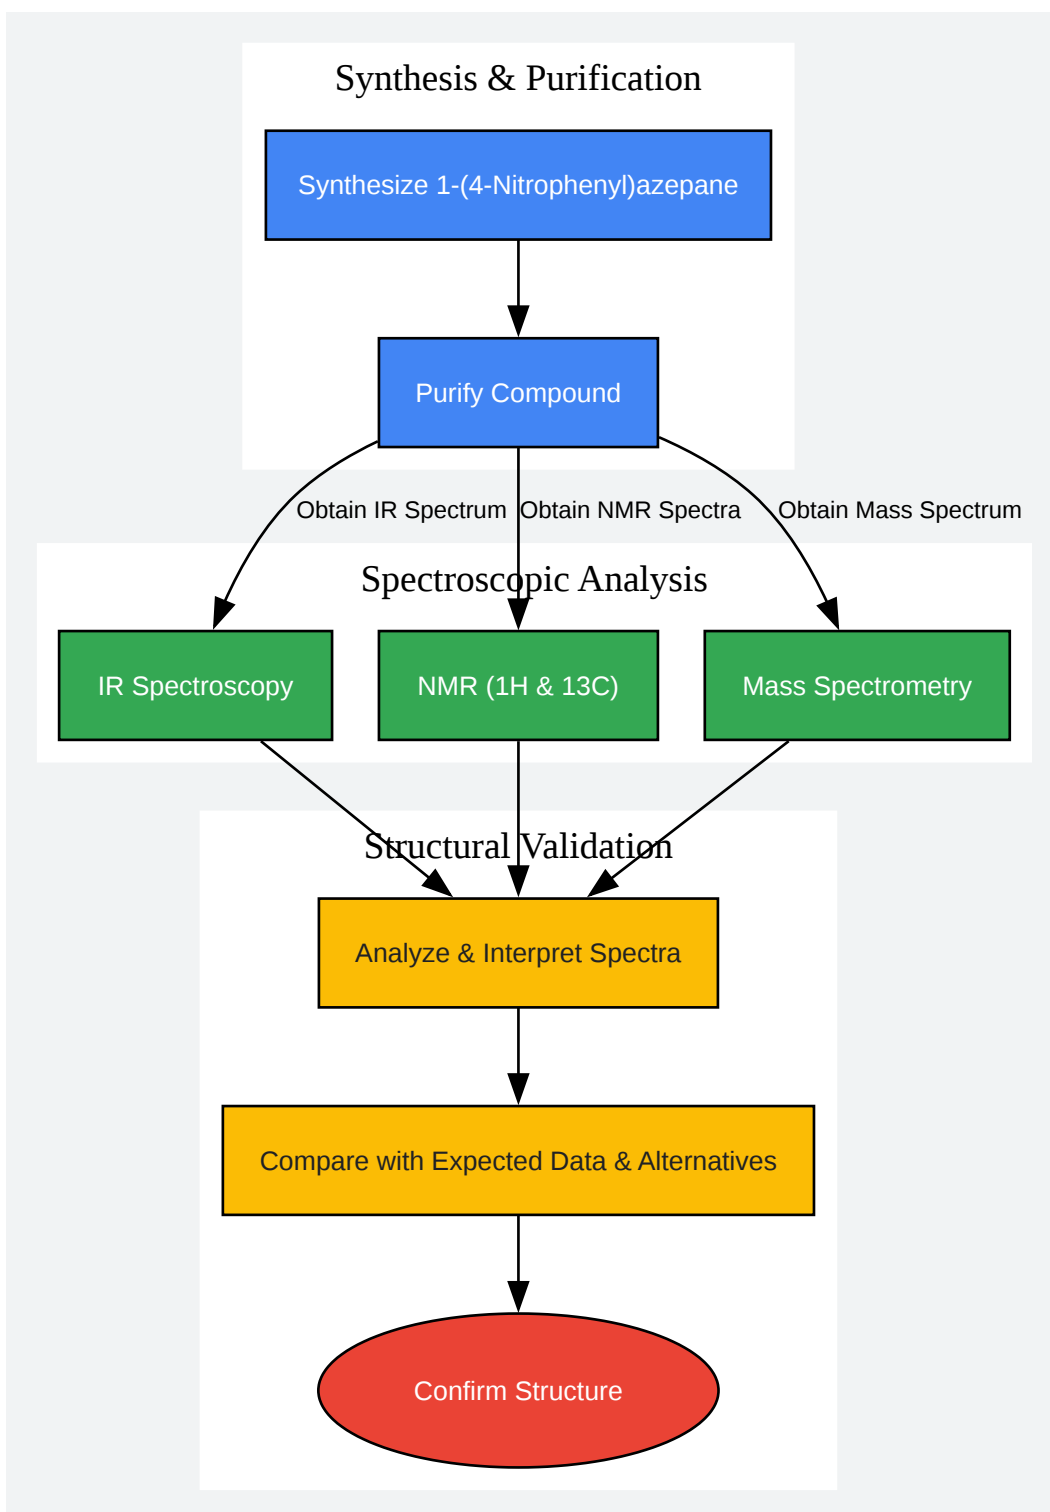 Synthesis & Purification
Synthesize 1-(4-Nitrophenyl)azepane
Purify Compound
Obtain IR Spectrum
Obtain NMR Spectra
Obtain Mass Spectrum
Spectroscopic Analysis
IR Spectroscopy
NMR (1H & 13C)
Mass Spectrometry
Structural Validation
Analyze & Interpret Spectra
Compare with Expected Data & Alternatives
Confirm Structure